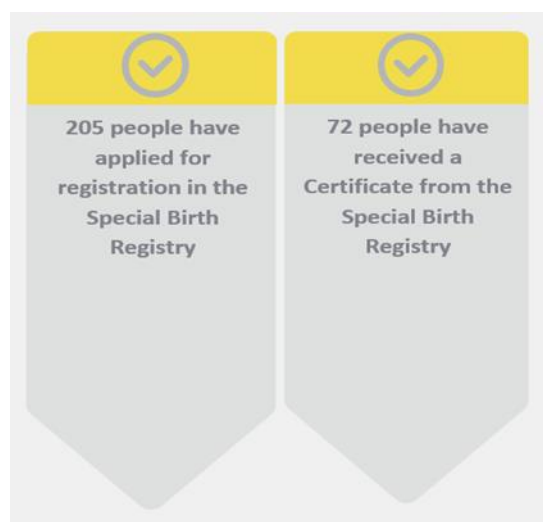 205 people have
applied for
registration in the
Special Birth
Registry
72 people have
received a
Certificate from the
Special Birth
Registry